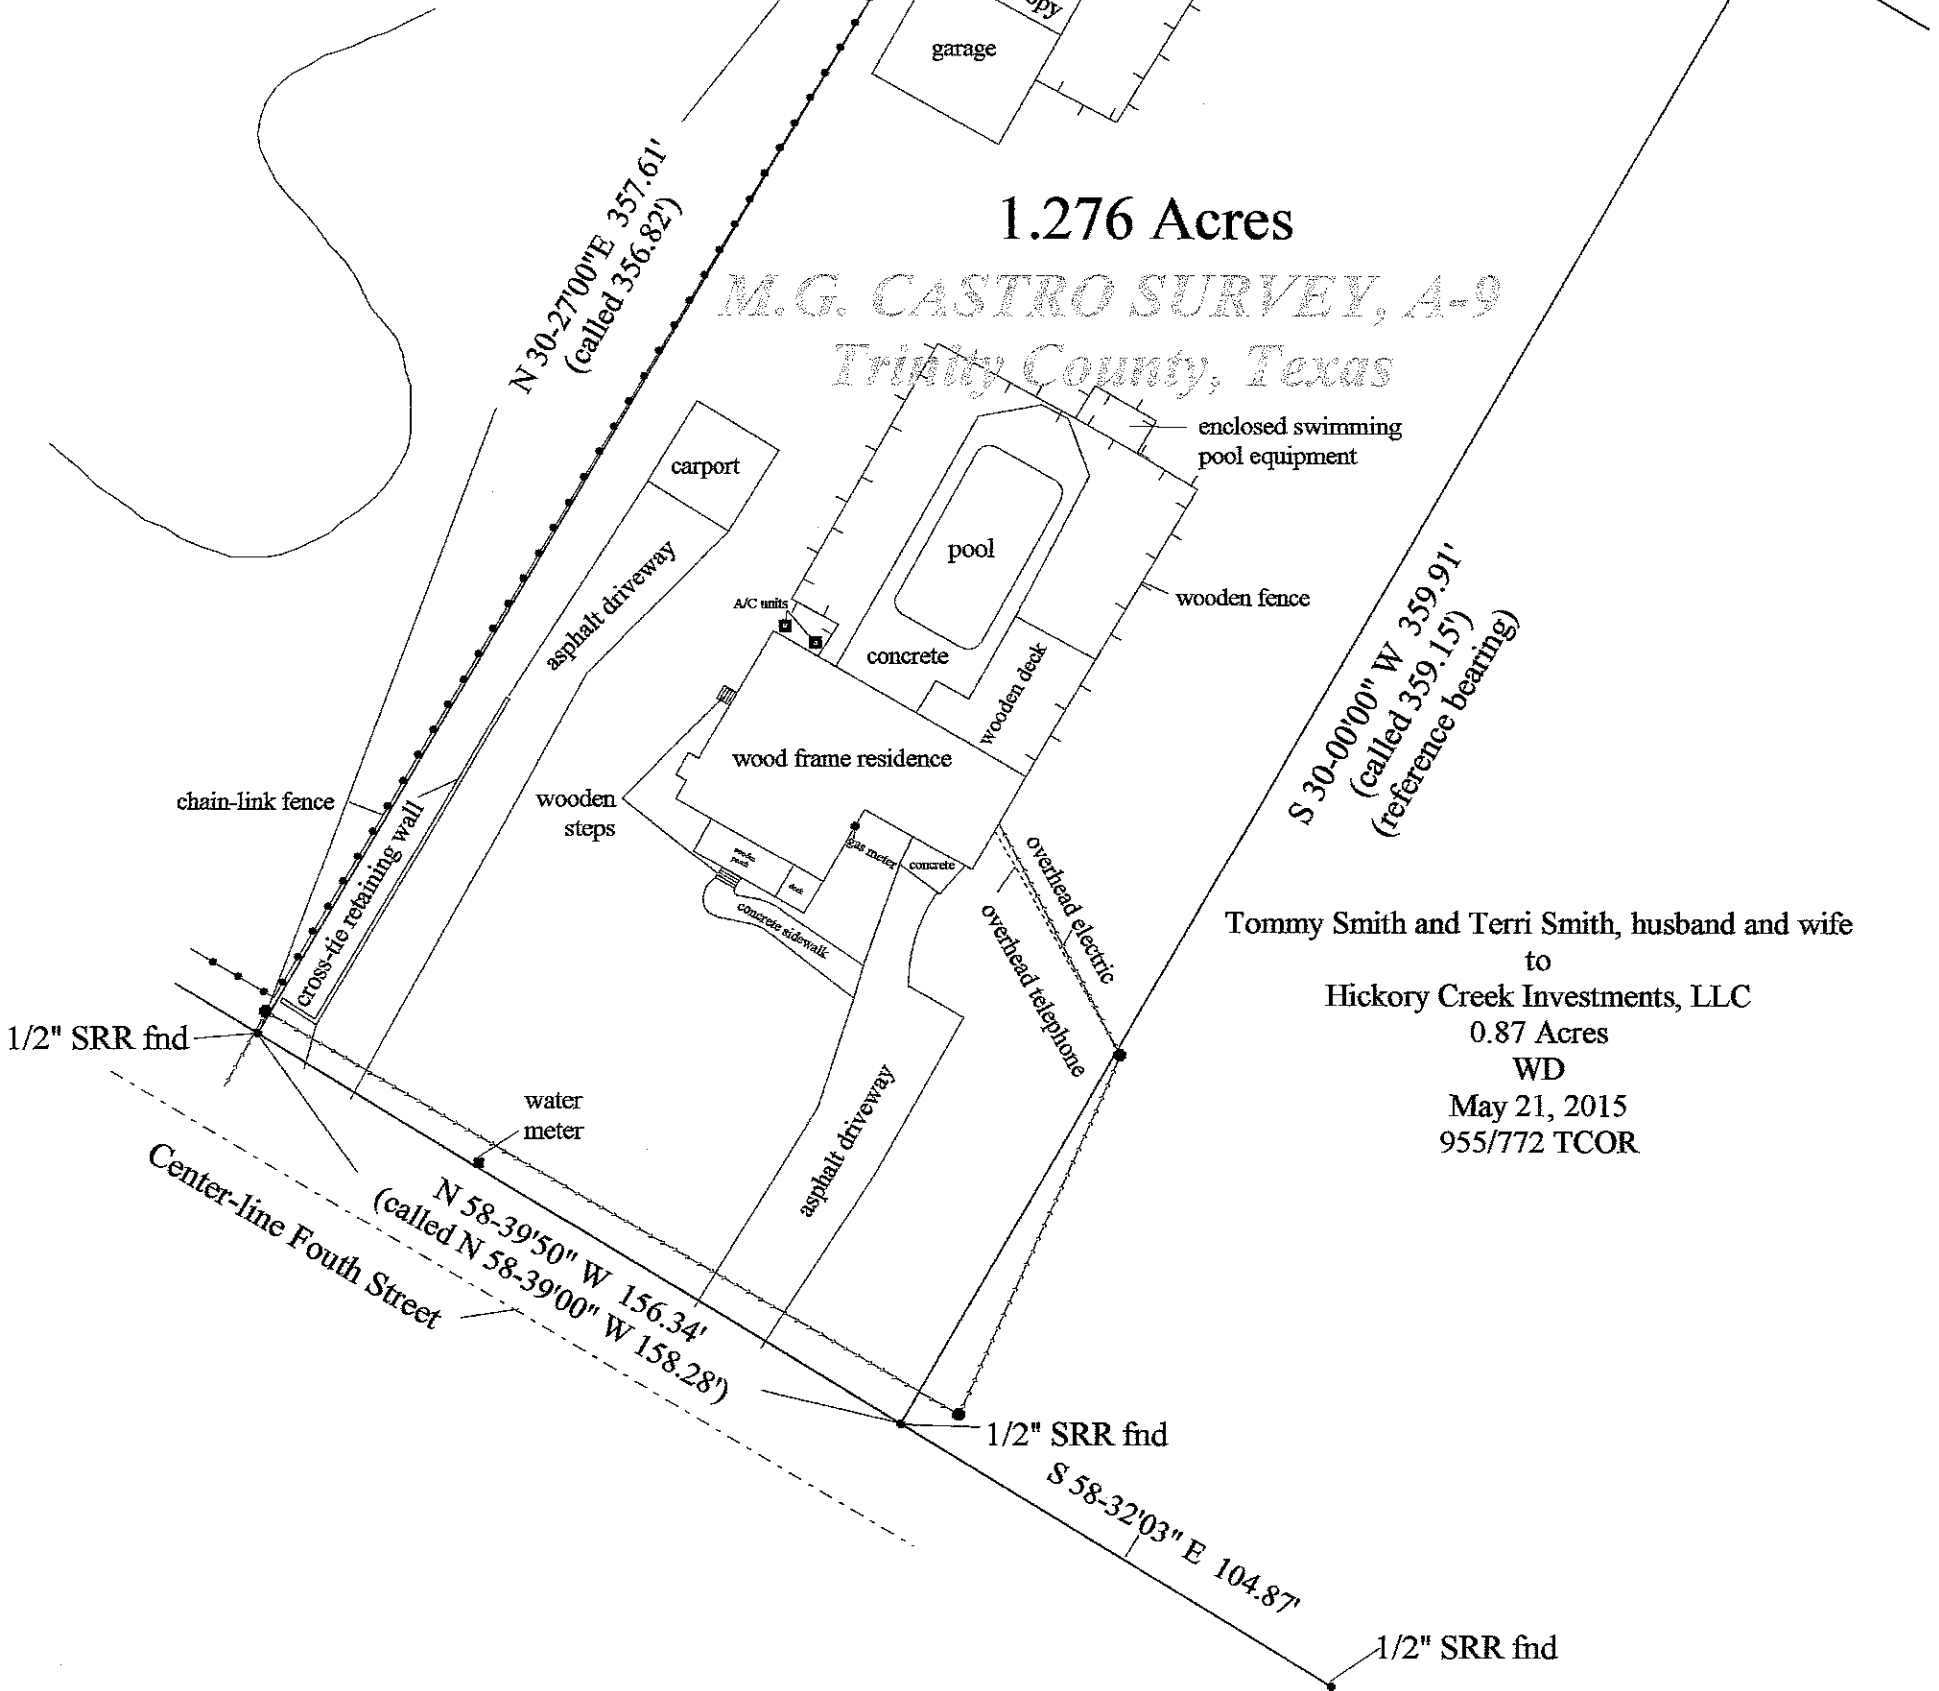 opy
garage
N 30-27'00"E 357.61'
(called 356.82')
1.276 Acres
M.G. CASTRO SURVEY, A-9
Trinity County, Texas
enclosed swimming
pool equipment
carport
pool
asphalt driveway
wooden fence
A/C units
concrete
wooden deck
S 30-00'00" W 359.91'
(called 359.15')
(reference bearing)
wood frame residence
chain-link fence
wooden
steps
cross-tie retaining wall
gas meter
concrete
wooden
porch
deck
concrete sidewalk
overhead electric
overhead telephone
Tommy Smith and Terri Smith, husband and wife
to
Hickory Creek Investments, LLC
0.87 Acres
WD
May 21, 2015
955/772 TCOR
1/2" SRR fnd
water
meter
asphalt driveway
Center-line Fouth Street
N 58-39'50" W 156.34'
(called N 58-39'00" W 158.28')
1/2" SRR fnd
S 58-32'03" E 104.87'
1/2" SRR fnd